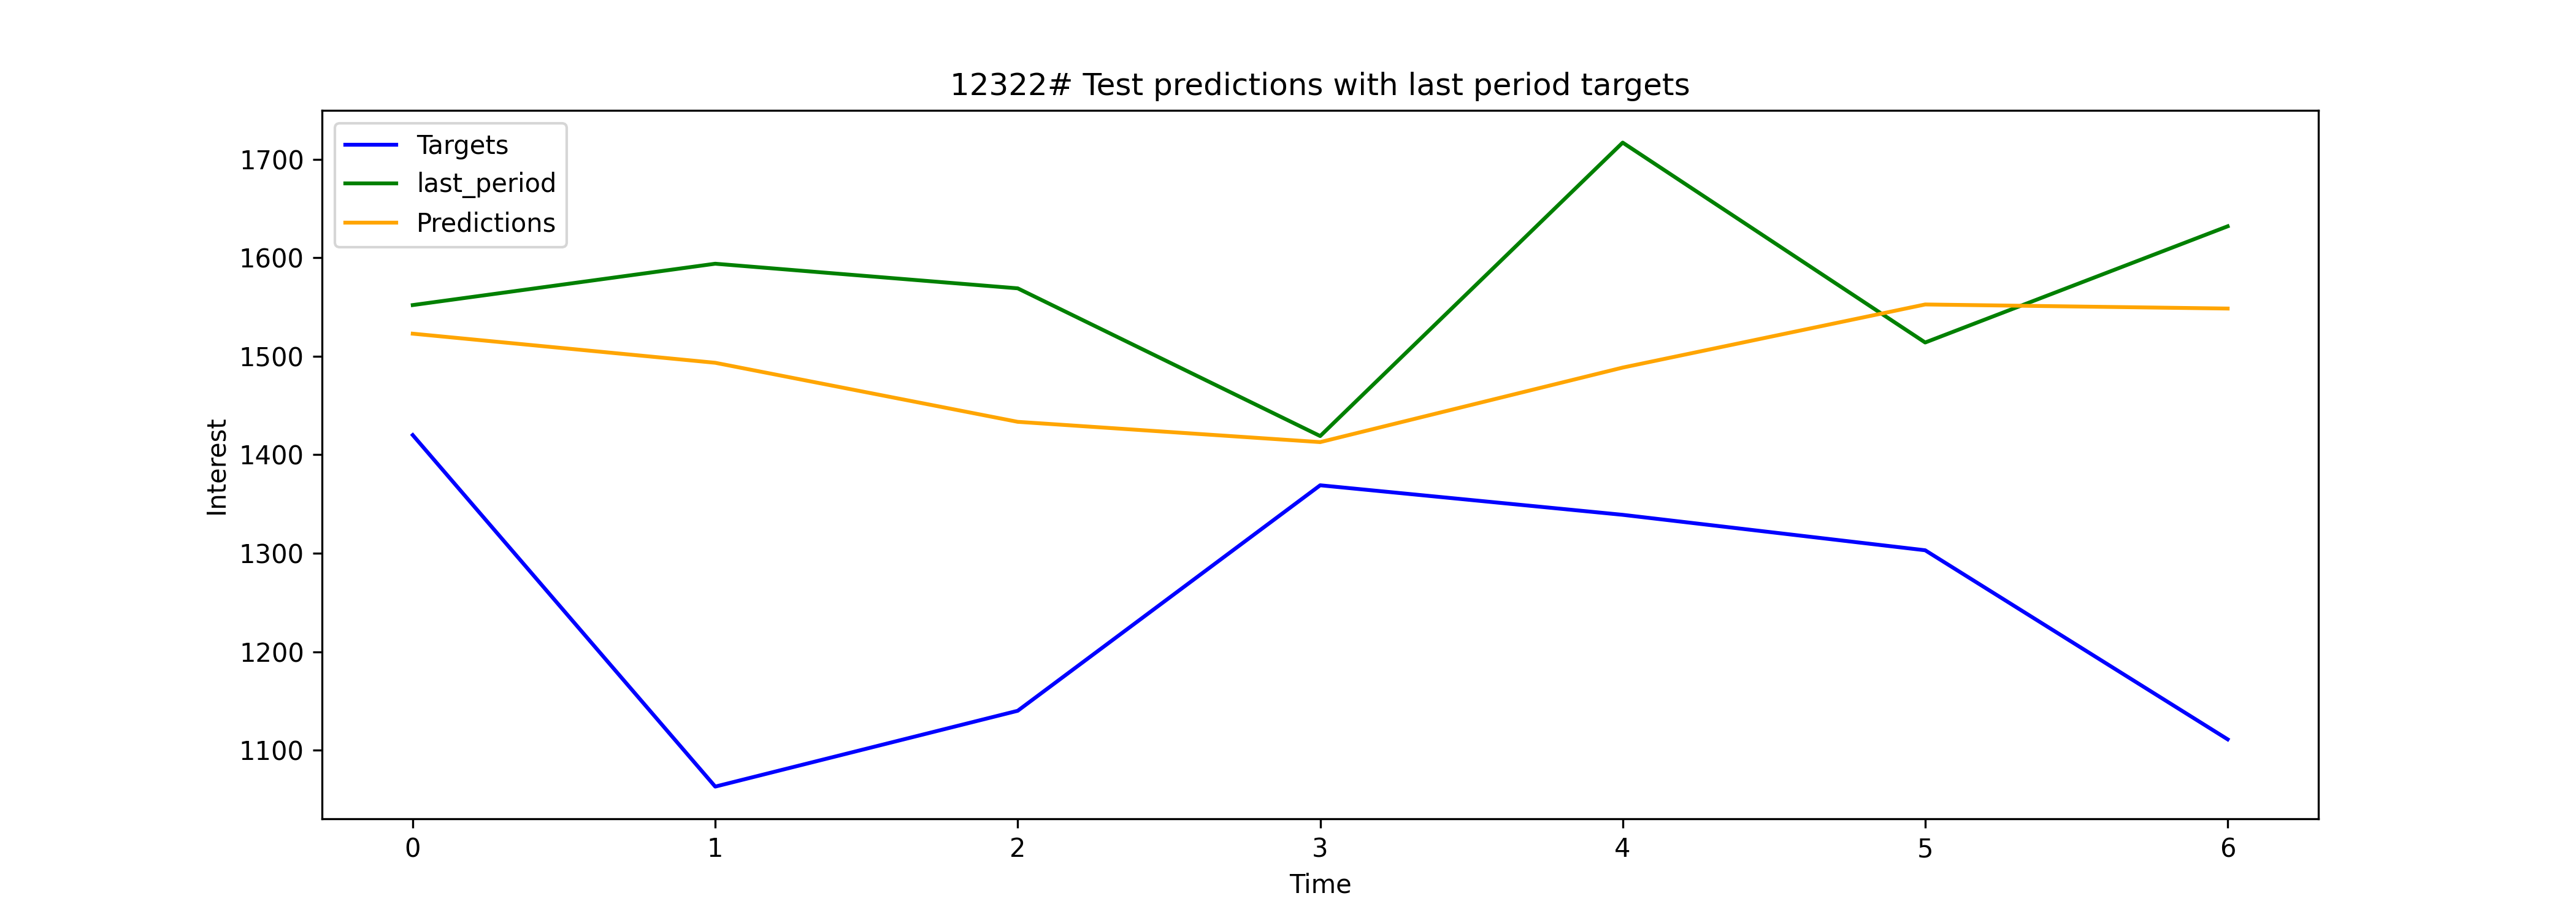 12322# Test predictions with last period targets
Targets
last_period
Predictions
Interest
1700
1600
1500
1400
1300
1200
1100
0 1 2 3 4 5 6
Time